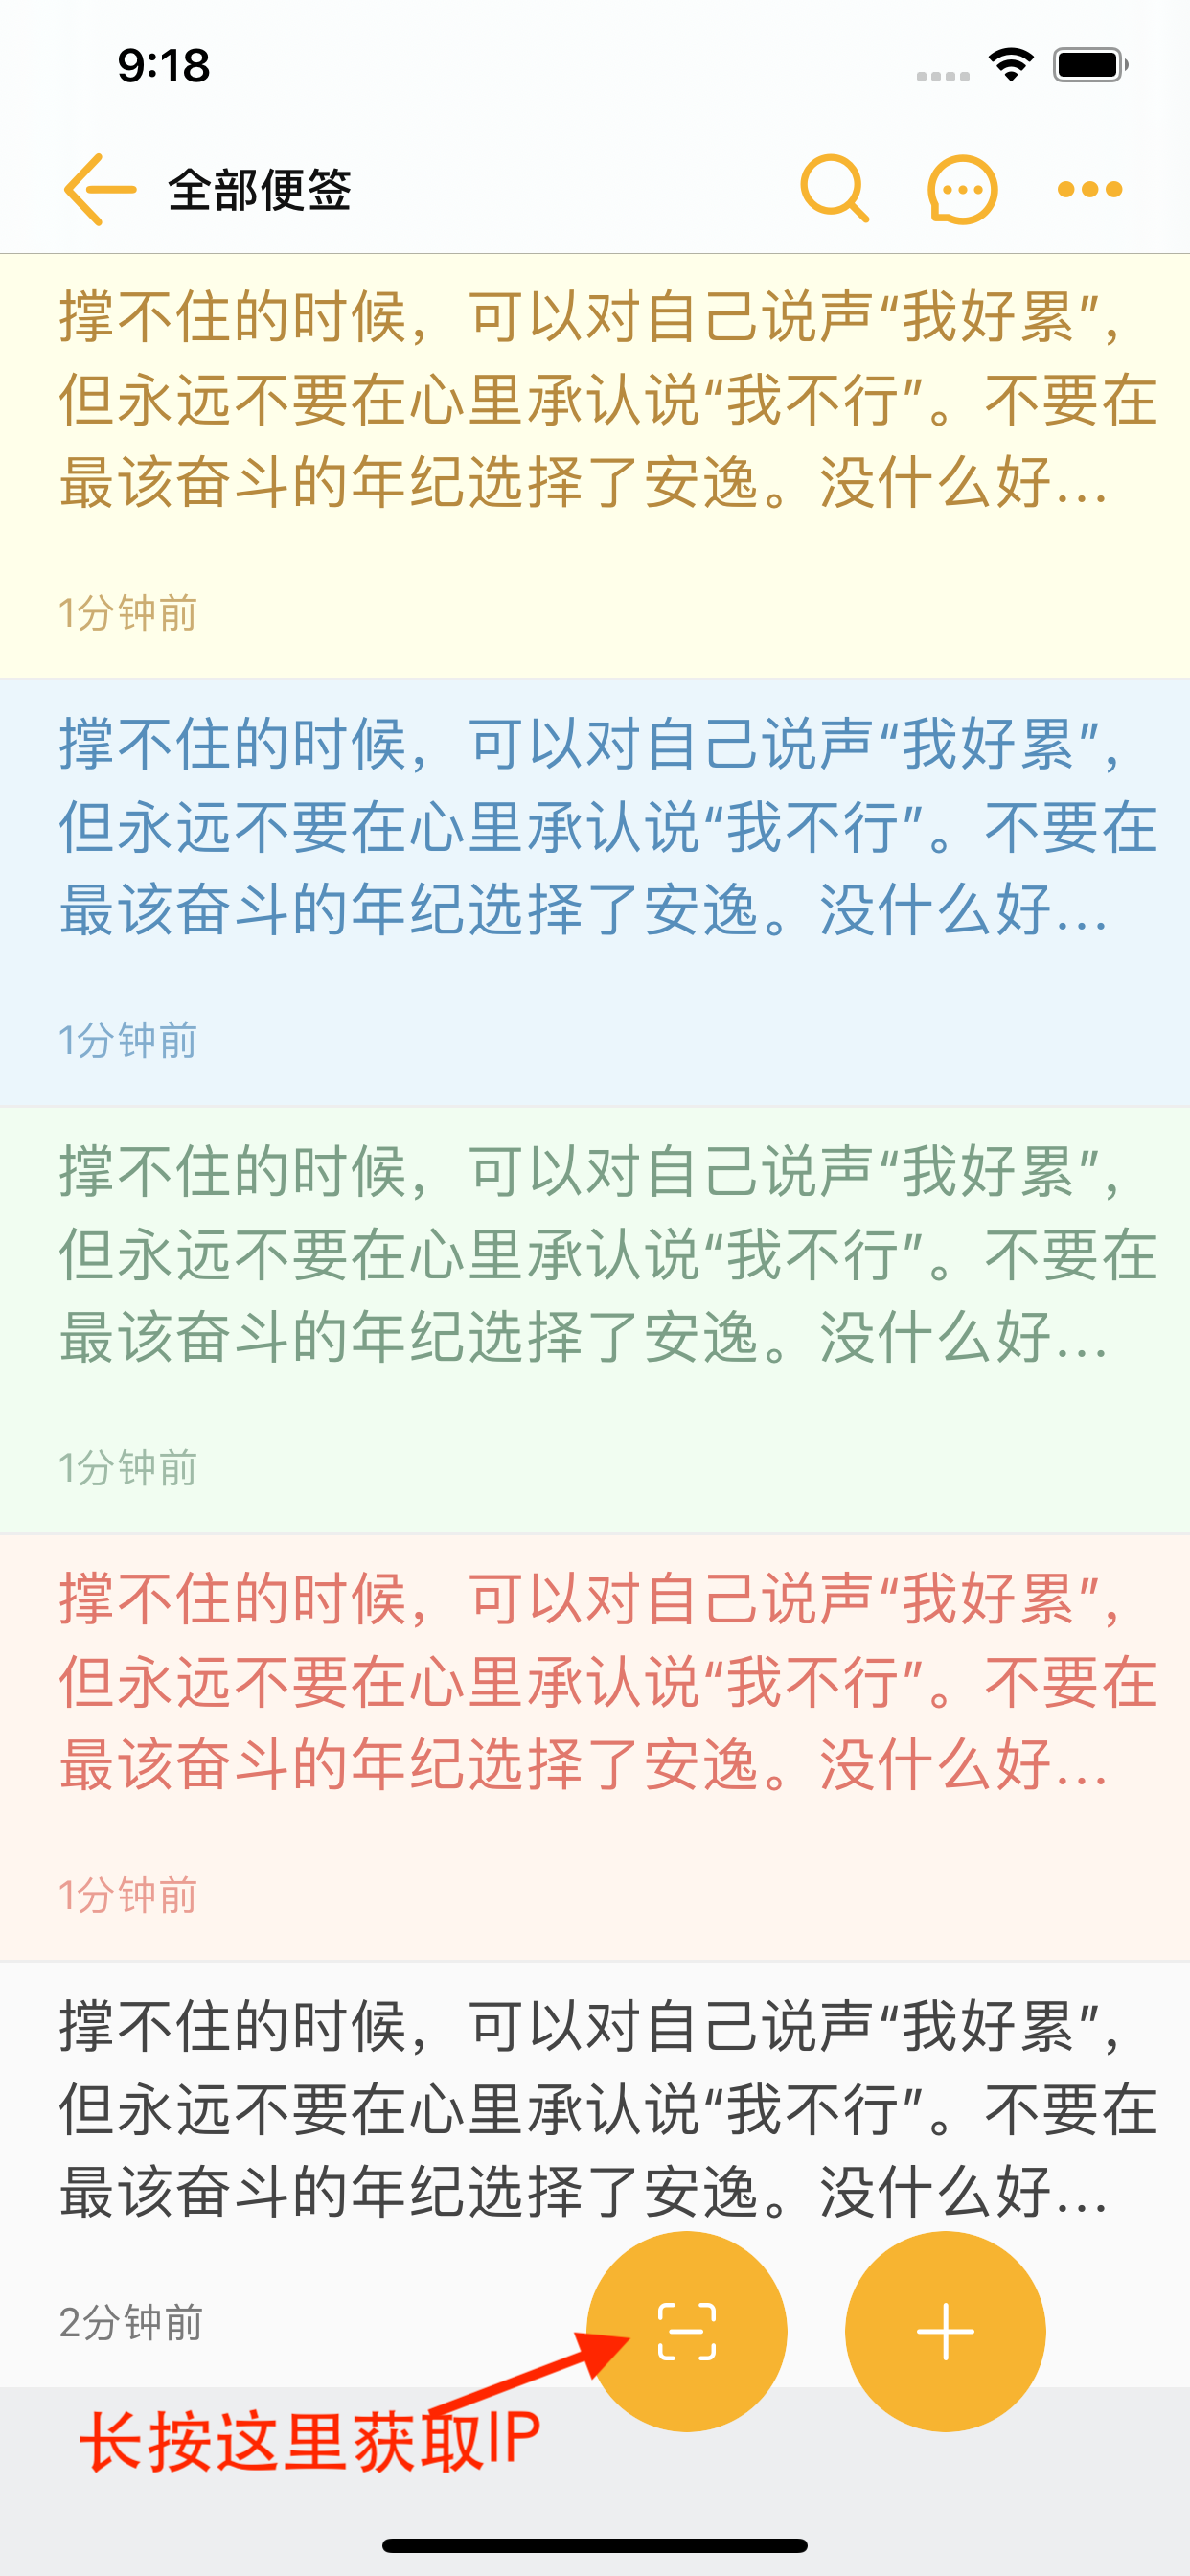 9:18
全部便签
撑不住的时候，可以对自己说声“我好累”，
但永远不要在心里承认说“我不行”。不要在
最该奋斗的年纪选择了安逸。没什么好...
1分钟前
撑不住的时候，可以对自己说声“我好累”，
但永远不要在心里承认说“我不行”。不要在
最该奋斗的年纪选择了安逸。没什么好...
1分钟前
撑不住的时候，可以对自己说声“我好累”，
但永远不要在心里承认说“我不行”。不要在
最该奋斗的年纪选择了安逸。没什么好...
1分钟前
撑不住的时候，可以对自己说声“我好累”，
但永远不要在心里承认说“我不行”。不要在
最该奋斗的年纪选择了安逸。没什么好...
1分钟前
撑不住的时候，可以对自己说声“我好累”，
但永远不要在心里承认说“我不行”。不要在
最该奋斗的年纪选择了安逸。没什么好...
2分钟前
长按这里获取IP